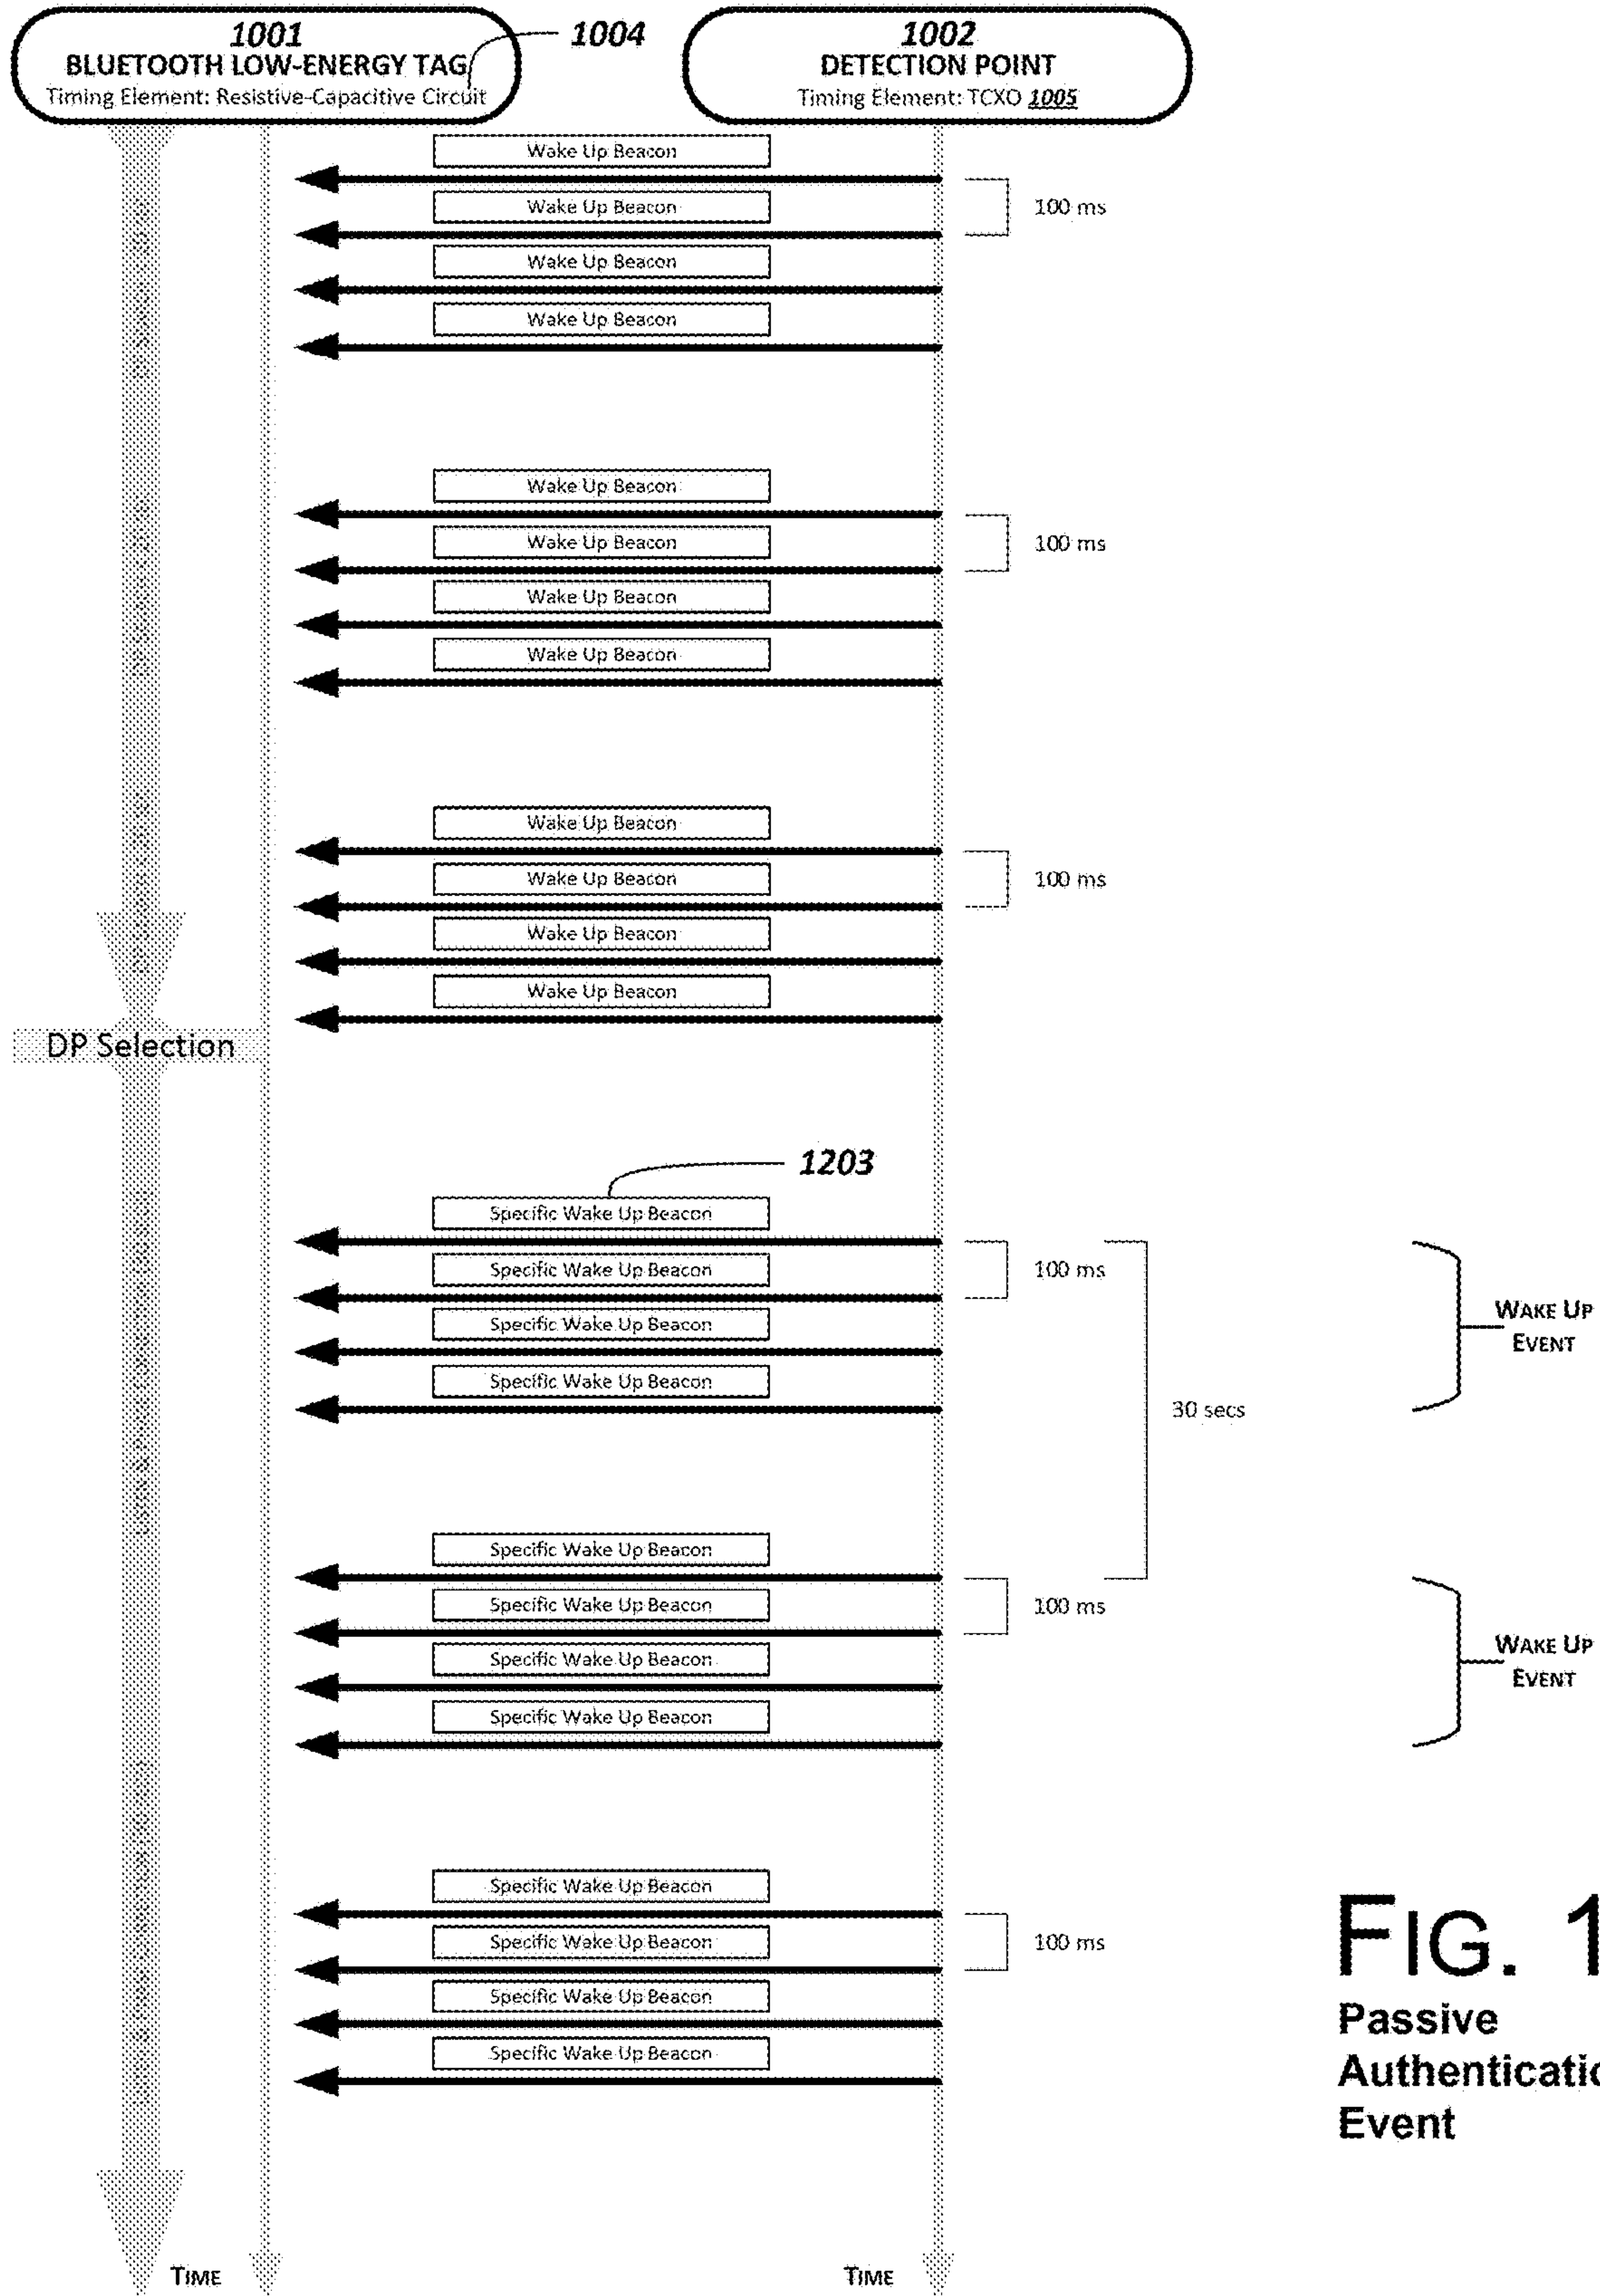 1001
BLUETOOTH LOW-ENERGY TAG
Timing Element: Resistive-Capacitive Circuit
1004
1002
DETECTION POINT
Timing Element: TCXO 1005
Wake Up Beacon
Wake Up Beacon
100 ms
Wake Up Beacon
Wake Up Beacon
Wake Up Beacon
Wake Up Beacon
100 ms
Wake Up Beacon
Wake Up Beacon
Wake Up Beacon
Wake Up Beacon
100 ms
Wake Up Beacon
Wake Up Beacon
DP Selection
1203
Specific Wake Up Beacon
Specific Wake Up Beacon
100 ms
Specific Wake Up Beacon
Specific Wake Up Beacon
30 secs
WAKE UP
EVENT
Specific Wake Up Beacon
Specific Wake Up Beacon
100 ms
Specific Wake Up Beacon
Specific Wake Up Beacon
WAKE UP
EVENT
Specific Wake Up Beacon
Specific Wake Up Beacon
100 ms
Specific Wake Up Beacon
Specific Wake Up Beacon
FIG. 1
Passive
Authenticatio
Event
TIME
TIME